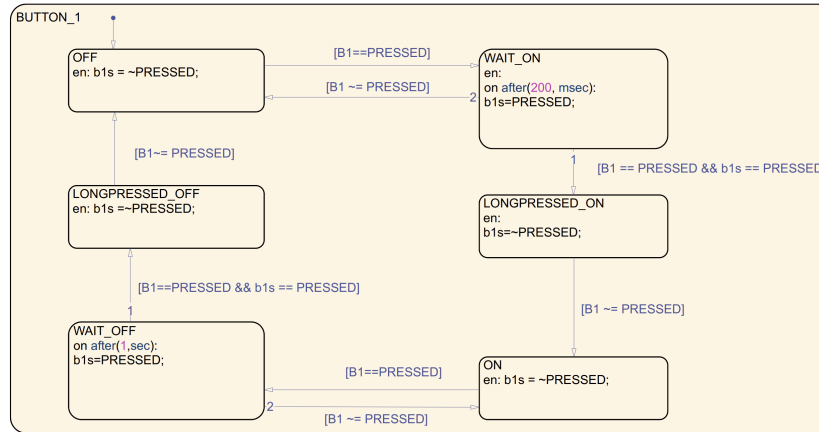 BUTTON_1
OFF
en: b1s = ~PRESSED;
[B1==PRESSED]
WAIT_ON
en:
on after(200, msec):
b1s=PRESSED;
[B1 ~= PRESSED]
2
[B1~= PRESSED]
1
[B1 == PRESSED && b1s == PRESSED
LONGPRESSED_OFF
en: b1s =~PRESSED;
LONGPRESSED_ON
en:
b1s=~PRESSED;
[B1==PRESSED && b1s == PRESSED]
1
[B1 ~= PRESSED]
WAIT_OFF
on after(1,sec):
b1s=PRESSED;
[B1==PRESSED]
ON
en: b1s = ~PRESSED;
2
[B1 ~= PRESSED]